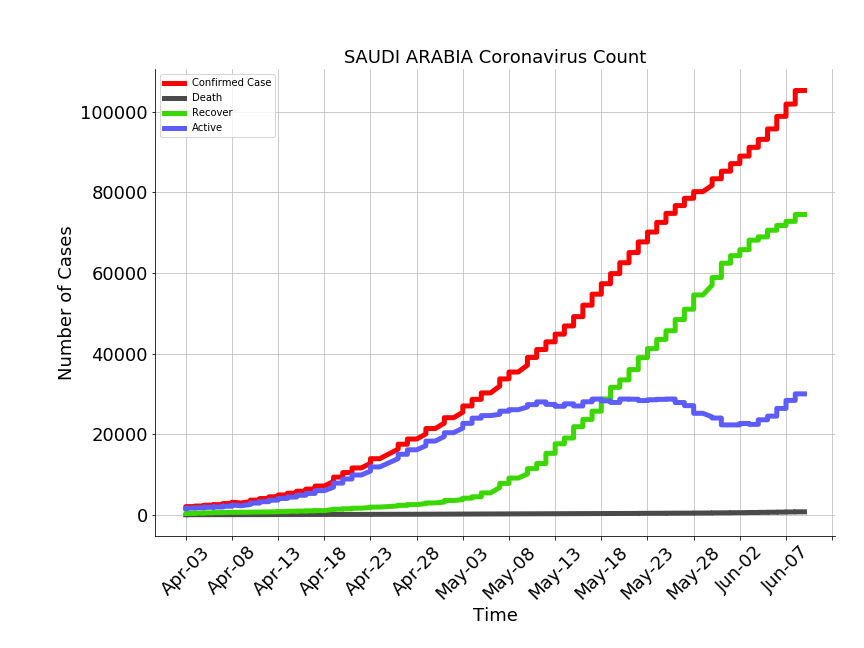 SAUDI ARABIA Coronavirus Count
Confirmed Case
Death
Recover
Active
Number of Cases
100000
80000
60000
40000
20000
0
Apr-03
Apr-08
Apr-13
Apr-18
Apr-23
Apr-28
May-03
May-08
May-13
May-18
May-23
May-28
Jun-02
Jun-07
Time